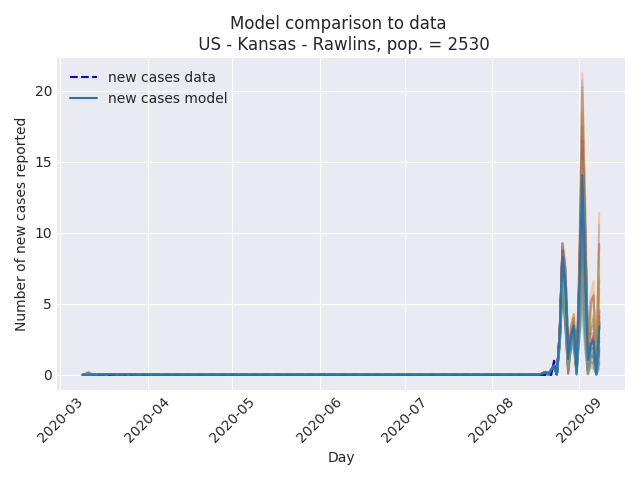 Model comparison to data
US - Kansas - Rawlins, pop. = 2530
new cases data
new cases model
Number of new cases reported
20
15
10
5
0
2020-03
2020-04
2020-05
2020-06
2020-07
2020-08
2020-09
Day